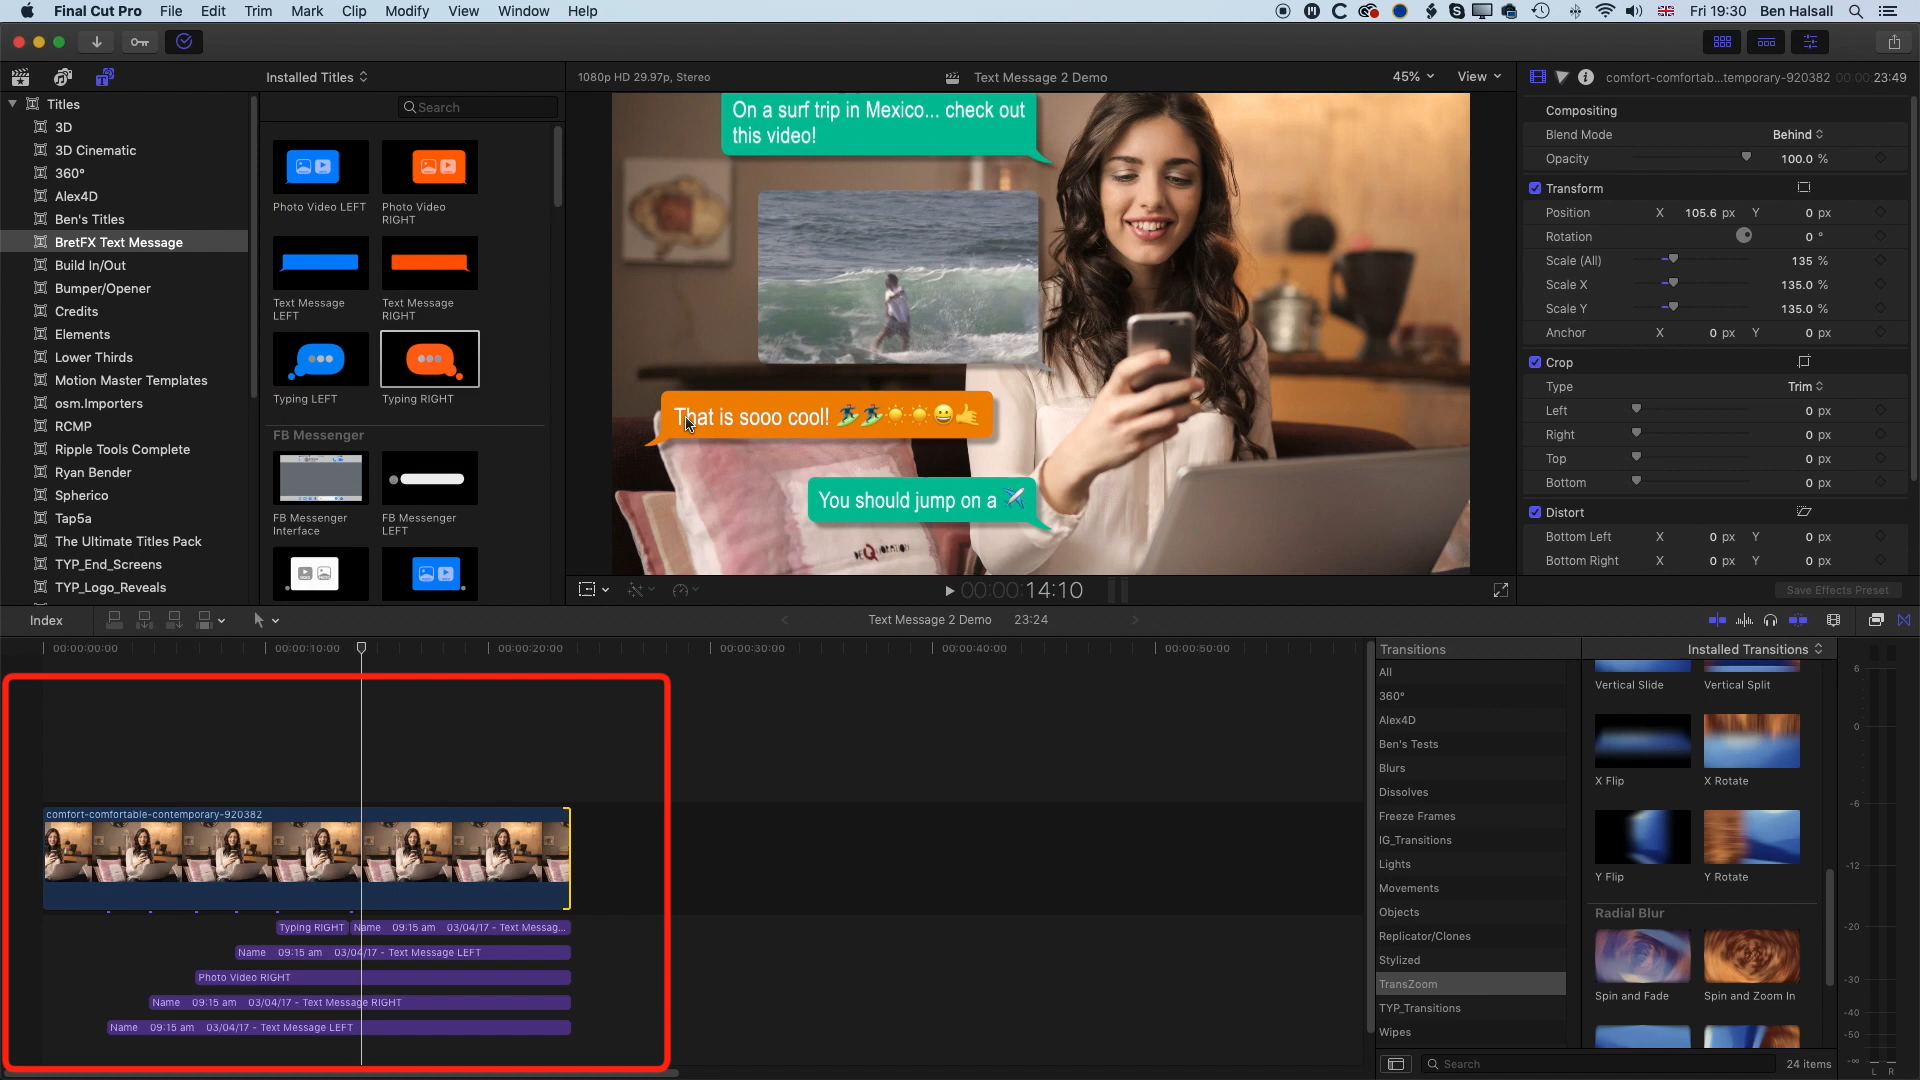 Final Cut Pro File Edit Trim Mark Clip Modify View Window Help
Fri 19:30 Ben Halsall
Installed Titles
1080p HD 29.97p, Stereo
Text Message 2 Demo
45% View
comfort-comfortab...temporary-920382 00:00:23:49
Titles
Search
3D
3D Cinematic
360°
Alex4D
Ben's Titles
BretFX Text Message
Build In/Out
Bumper/Opener
Credits
Elements
Lower Thirds
Motion Master Templates
osm.Importers
RCMP
Ripple Tools Complete
Ryan Bender
Spherico
Tap5a
The Ultimate Titles Pack
TYP_End_Screens
TYP_Logo_Reveals
Photo Video LEFT
Photo Video RIGHT
Text Message LEFT
Text Message RIGHT
Typing LEFT
Typing RIGHT
FB Messenger
FB Messenger Interface
FB Messenger LEFT
On a surf trip in Mexico... check out
this video!
That is sooo cool! 🏄🏄☀️☀️😀🤙
You should jump on a ✈️
00:00:14:10
Compositing
Blend Mode Behind
Opacity 100.0 %
Transform
Position X 105.6 px Y 0 px
Rotation 0 °
Scale (All) 135 %
Scale X 135.0 %
Scale Y 135.0 %
Anchor X 0 px Y 0 px
Crop
Type Trim
Left 0 px
Right 0 px
Top 0 px
Bottom 0 px
Distort
Bottom Left X 0 px Y 0 px
Bottom Right X 0 px Y 0 px
Save Effects Preset
Index
Text Message 2 Demo 23:24
00:00:00:00 00:00:10:00 00:00:20:00 00:00:30:00 00:00:40:00 00:00:50:00
comfort-comfortable-contemporary-920382
Typing RIGHT
Name 09:15 am 03/04/17 - Text Messag...
Name 09:15 am 03/04/17 - Text Message LEFT
Photo Video RIGHT
Name 09:15 am 03/04/17 - Text Message RIGHT
Name 09:15 am 03/04/17 - Text Message LEFT
Transitions
Installed Transitions
All
360°
Alex4D
Ben's Tests
Blurs
Dissolves
Freeze Frames
IG_Transitions
Lights
Movements
Objects
Replicator/Clones
Stylized
TransZoom
TYP_Transitions
Wipes
Vertical Slide
Vertical Split
X Flip
X Rotate
Y Flip
Y Rotate
Radial Blur
Spin and Fade
Spin and Zoom In
Search
24 items
6
0
-6
-12
-20
-30
-40
-50
-∞
L R